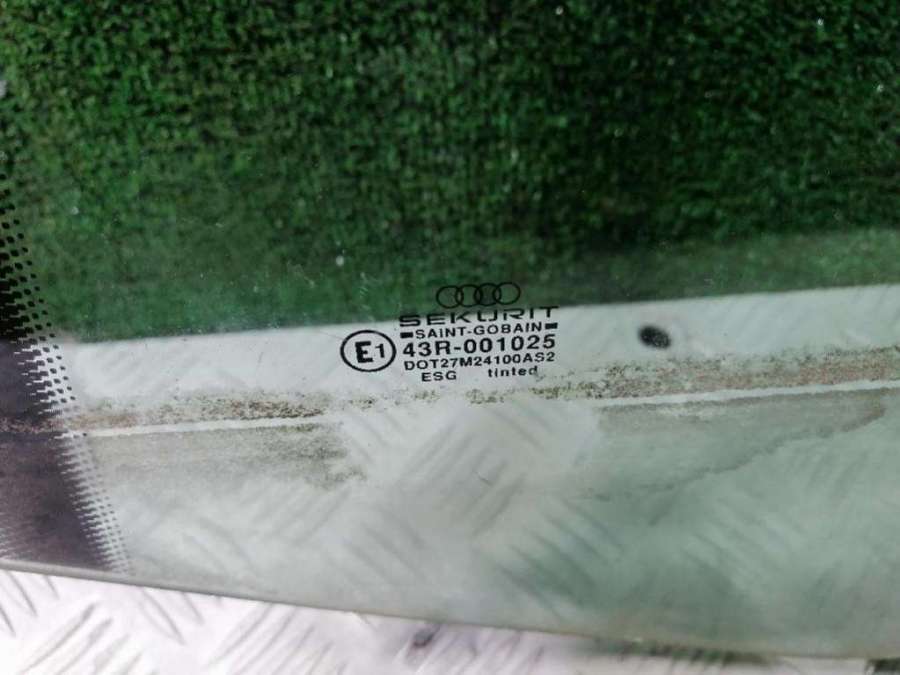 SEKURIT
SAINT-GOBAIN
E1 43R-001025
DOT27M24100AS2
ESG tinted